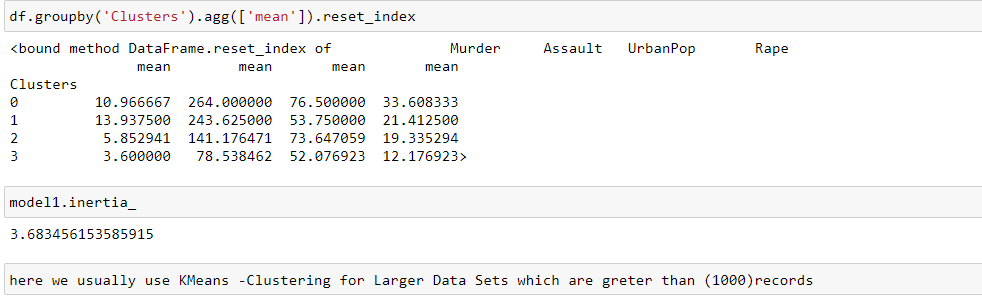 df.groupby('Clusters').agg(['mean']).reset_index
<bound method DataFrame.reset_index of Murder Assault UrbanPop Rape
mean mean mean mean
Clusters
0 10.966667 264.000000 76.500000 33.608333
1 13.937500 243.625000 53.750000 21.412500
2 5.852941 141.176471 73.647059 19.335294
3 3.600000 78.538462 52.076923 12.176923>
model1.inertia_
3.683456153585915
here we usually use KMeans -Clustering for Larger Data Sets which are greter than (1000)records